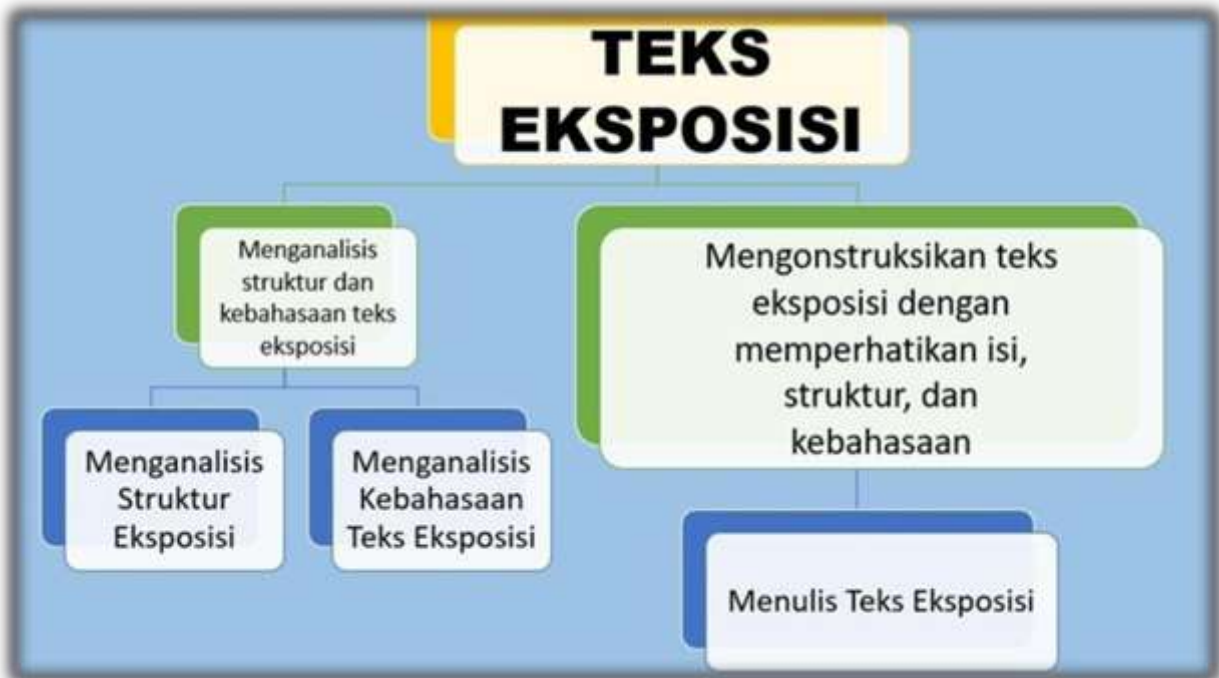 TEKS
EKSPOSISI
Menganalisis
struktur dan
kebahasaan teks
eksposisi
Mengonstruksikan teks
eksposisi dengan
memperhatikan isi,
struktur, dan
kebahasaan
Menganalisis
Struktur
Eksposisi
Menganalisis
Kebahasaan
Teks Eksposisi
Menulis Teks Eksposisi